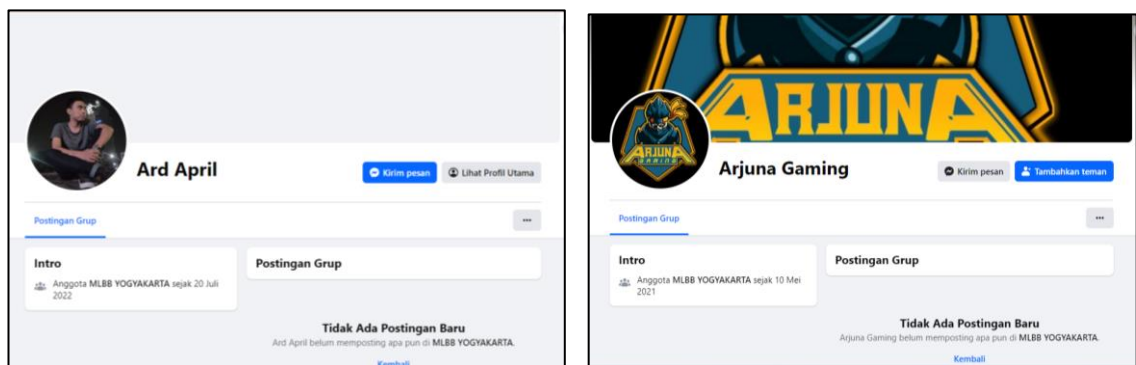 Ard April
Kirim pesan
Lihat Profil Utama
Postingan Grup
Intro
Anggota MLBB YOGYAKARTA sejak 20 Juli
2022
Postingan Grup
Tidak Ada Postingan Baru
Ard April belum memposting apa pun di MLBB YOGYAKARTA.
Kembali
ARJUNA
ARJUNA
GAMING
Arjuna Gaming
Kirim pesan
Tambahkan teman
Postingan Grup
Intro
Anggota MLBB YOGYAKARTA sejak 10 Mei
2021
Postingan Grup
Tidak Ada Postingan Baru
Arjuna Gaming belum memposting apa pun di MLBB YOGYAKARTA.
Kembali